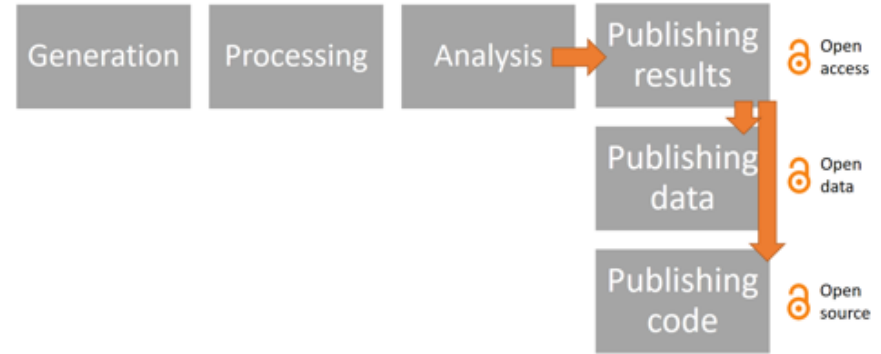 Generation
Processing
Analysis
Publishing
results
Open
access
Publishing
data
Open
data
Publishing
code
Open
source